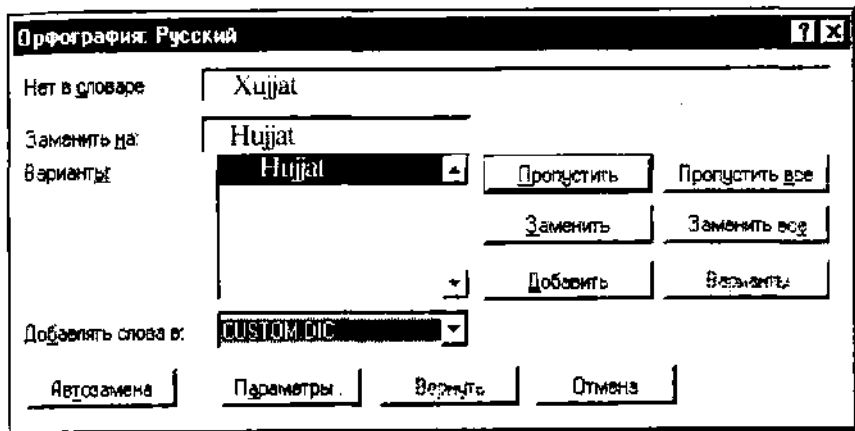 Орфография: Русский
Нет в словаре Xujjat
Заменить на: Hujjat
Варианты: Hujjat Пропустить Пропустить все
Заменить Заменить все
Добавить Варианты
Добавлять слова в: CUSTOM.DIC
Автозамена Параметры . Вернуть Отмена